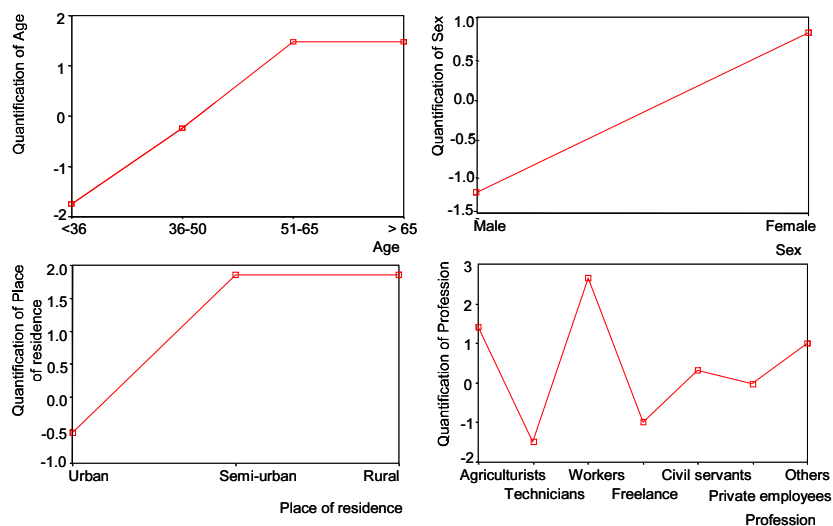 Quantification of Age
2
1
0
-1
-2
<36
36-50
51-65
> 65
Age
Quantification of Sex
1.0
0.5
0.0
-0.5
-1.0
-1.5
Male
Female
Sex
Quantification of Place
of residence
2.0
1.5
1.0
0.5
0.0
-0.5
-1.0
Urban
Semi-urban
Rural
Place of residence
Quantification of Profession
3
2
1
0
-1
-2
Agriculturists
Workers
Civil servants
Others
Technicians
Freelance
Private employees
Profession